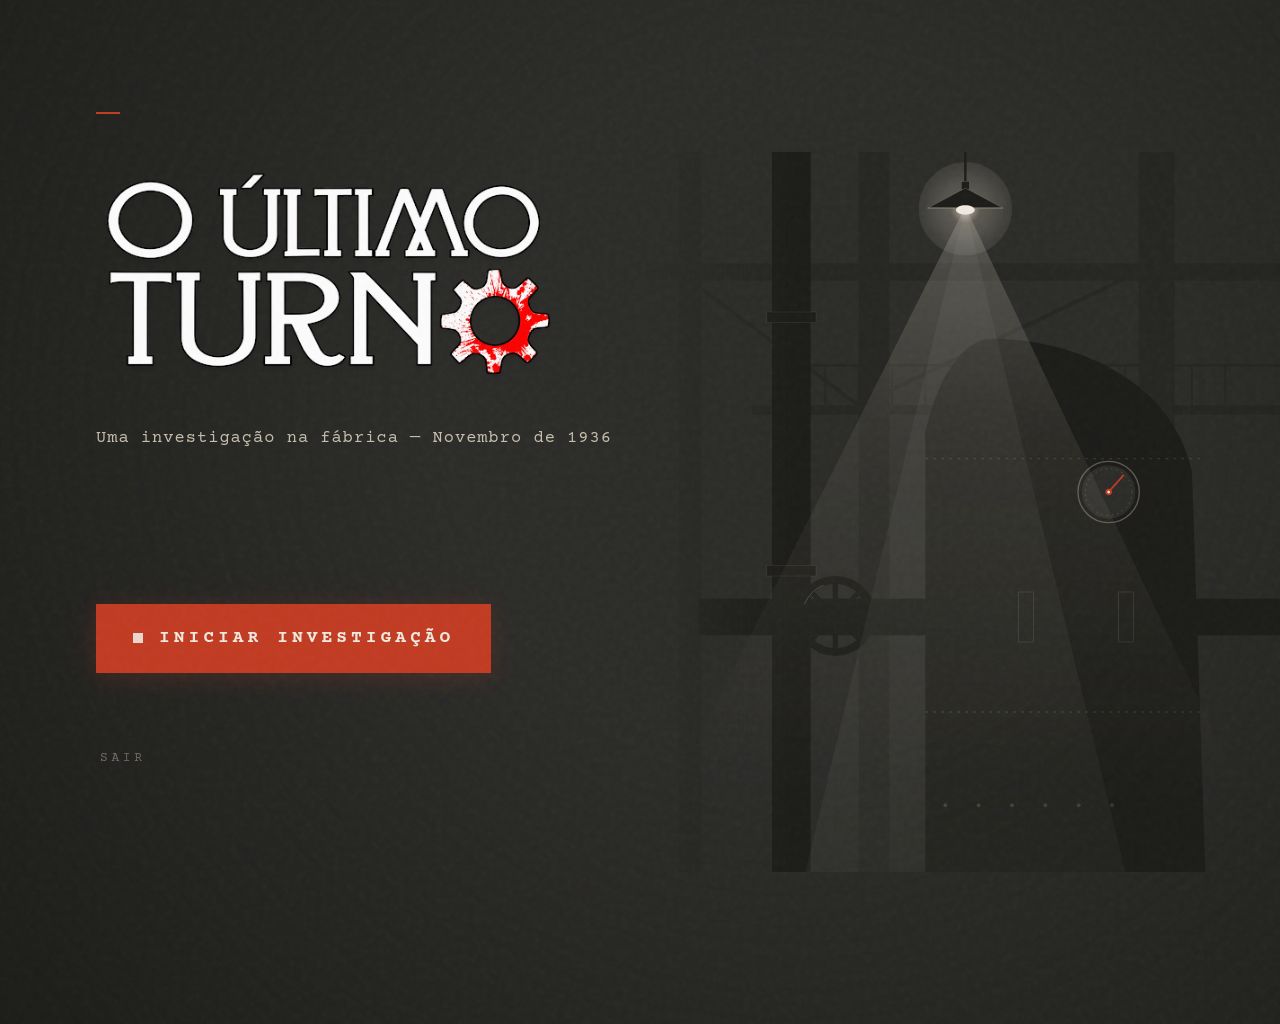 O ÚLTIMO
TURNO
Uma investigação na fábrica — Novembro de 1936
INICIAR INVESTIGAÇÃO
SAIR